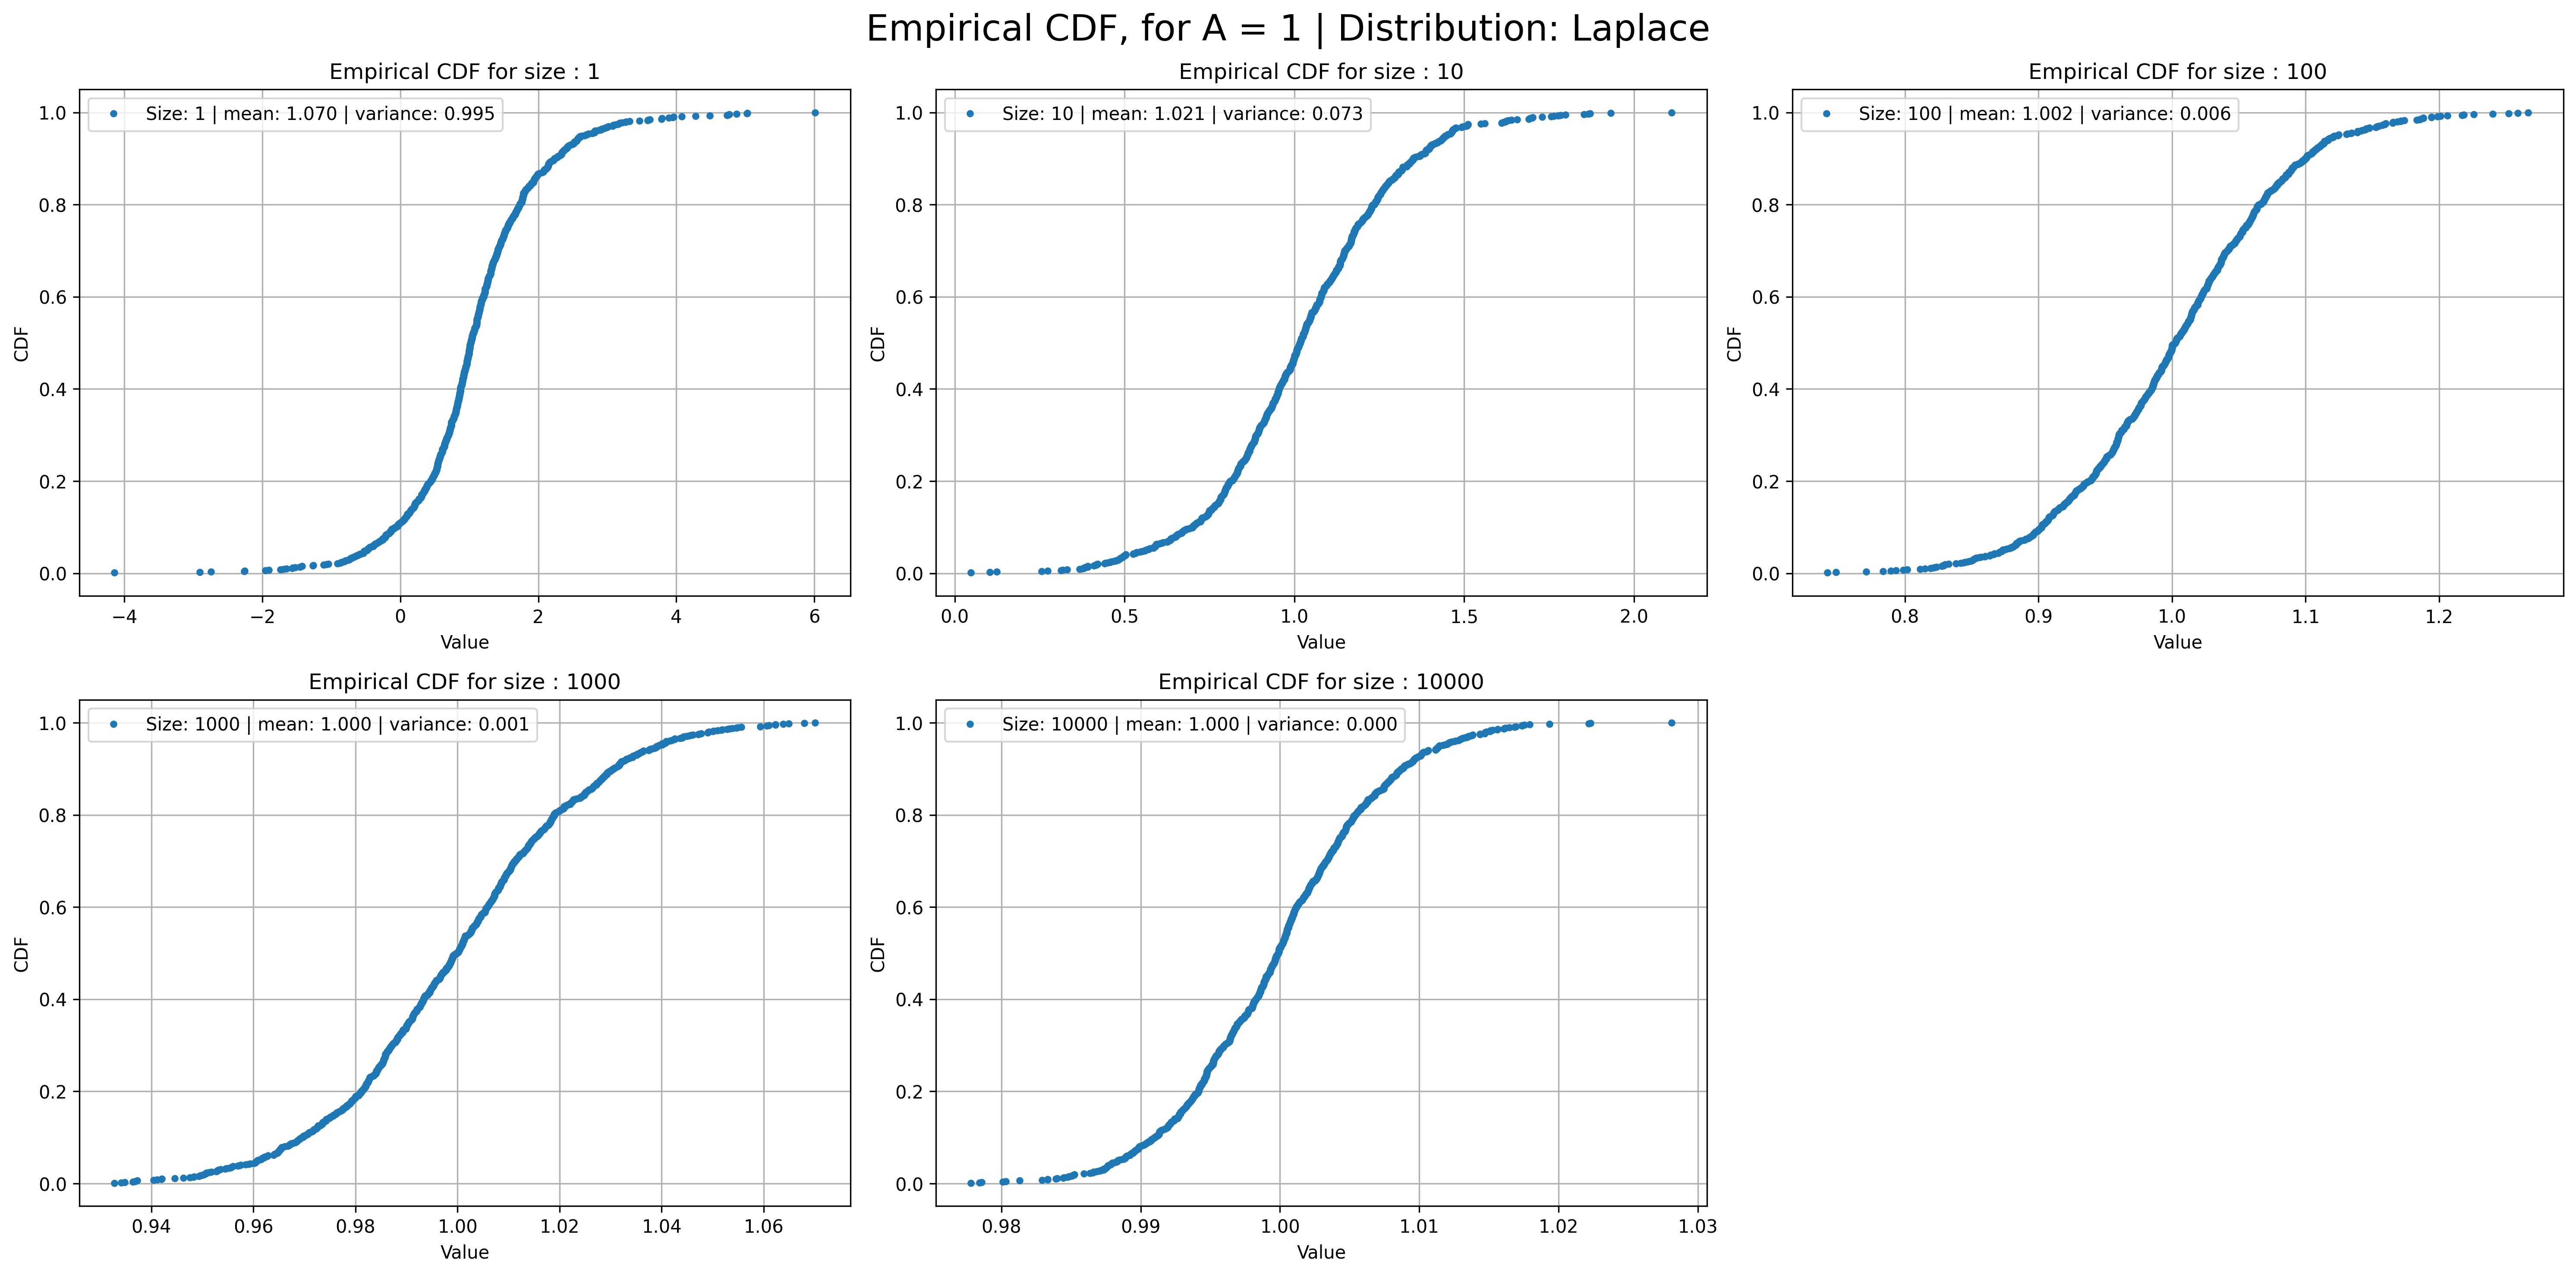 Empirical CDF, for A = 1 | Distribution: Laplace
Empirical CDF for size : 1
Size: 1 | mean: 1.070 | variance: 0.995
1.0
0.8
0.6
0.4
0.2
0.0
CDF
−4 −2 0 2 4 6
Value
Empirical CDF for size : 10
Size: 10 | mean: 1.021 | variance: 0.073
1.0
0.8
0.6
0.4
0.2
0.0
CDF
0.0 0.5 1.0 1.5 2.0
Value
Empirical CDF for size : 100
Size: 100 | mean: 1.002 | variance: 0.006
1.0
0.8
0.6
0.4
0.2
0.0
CDF
0.8 0.9 1.0 1.1 1.2
Value
Empirical CDF for size : 1000
Size: 1000 | mean: 1.000 | variance: 0.001
1.0
0.8
0.6
0.4
0.2
0.0
CDF
0.94 0.96 0.98 1.00 1.02 1.04 1.06
Value
Empirical CDF for size : 10000
Size: 10000 | mean: 1.000 | variance: 0.000
1.0
0.8
0.6
0.4
0.2
0.0
CDF
0.98 0.99 1.00 1.01 1.02 1.03
Value